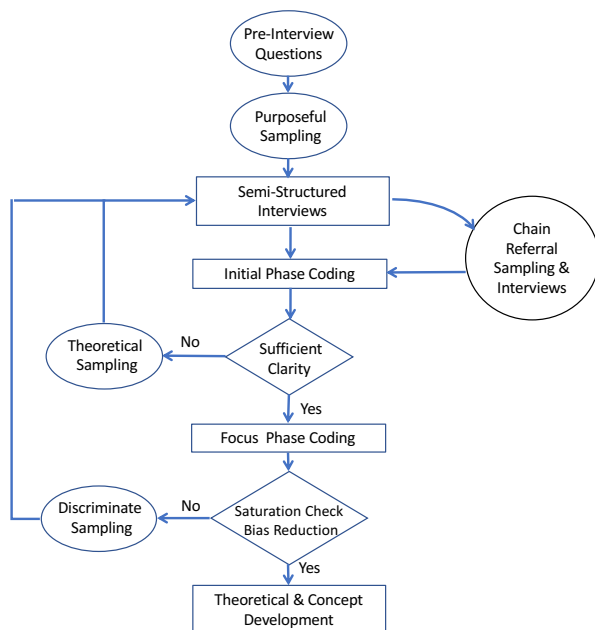 Pre-Interview
Questions
Purposeful
Sampling
Semi-Structured
Interviews
Chain
Referral
Sampling &
Interviews
Initial Phase Coding
Theoretical
Sampling
No
Sufficient
Clarity
Yes
Focus Phase Coding
Discriminate
Sampling
No
Saturation Check
Bias Reduction
Yes
Theoretical & Concept
Development